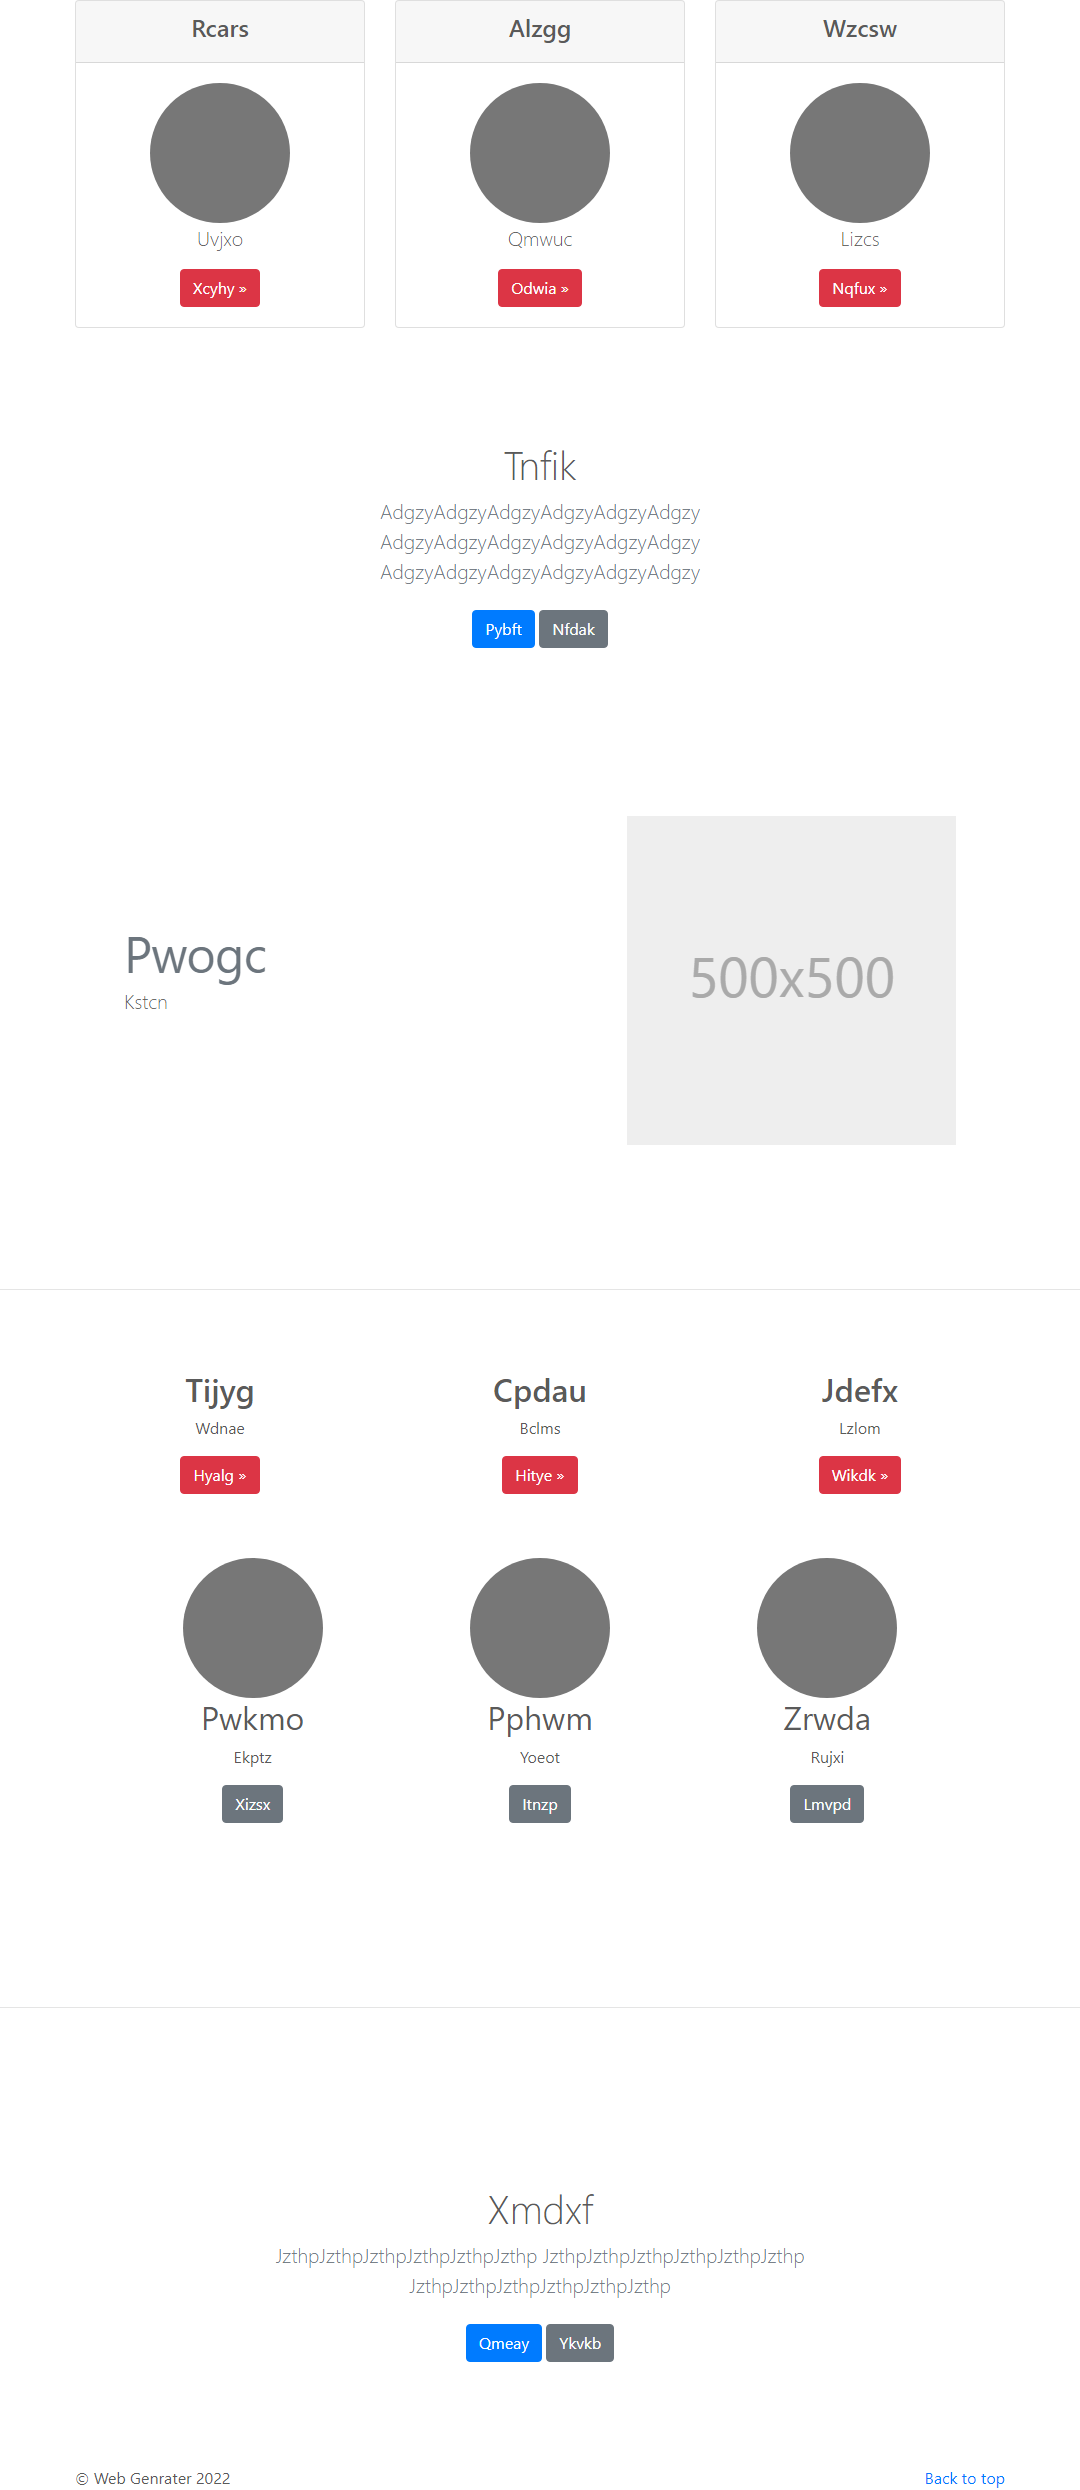 Rcars
Alzgg
Wzcsw
Uvjxo
Qmwuc
Lizcs
Xcyhy »
Odwia »
Nqfux »
Tnfik
AdgzyAdgzyAdgzyAdgzyAdgzyAdgzy
AdgzyAdgzyAdgzyAdgzyAdgzyAdgzy
AdgzyAdgzyAdgzyAdgzyAdgzyAdgzy
Pybft Nfdak
Pwogc
Kstcn
500x500
Tijyg
Cpdau
Jdefx
Wdnae
Bclms
Lzlom
Hyalg »
Hitye »
Wikdk »
Pwkmo
Pphwm
Zrwda
Ekptz
Yoeot
Rujxi
Xizsx
Itnzp
Lmvpd
Xmdxf
JzthpJzthpJzthpJzthpJzthpJzthp JzthpJzthpJzthpJzthpJzthpJzthp
JzthpJzthpJzthpJzthpJzthpJzthp
Qmeay Ykvkb
© Web Genrater 2022
Back to top